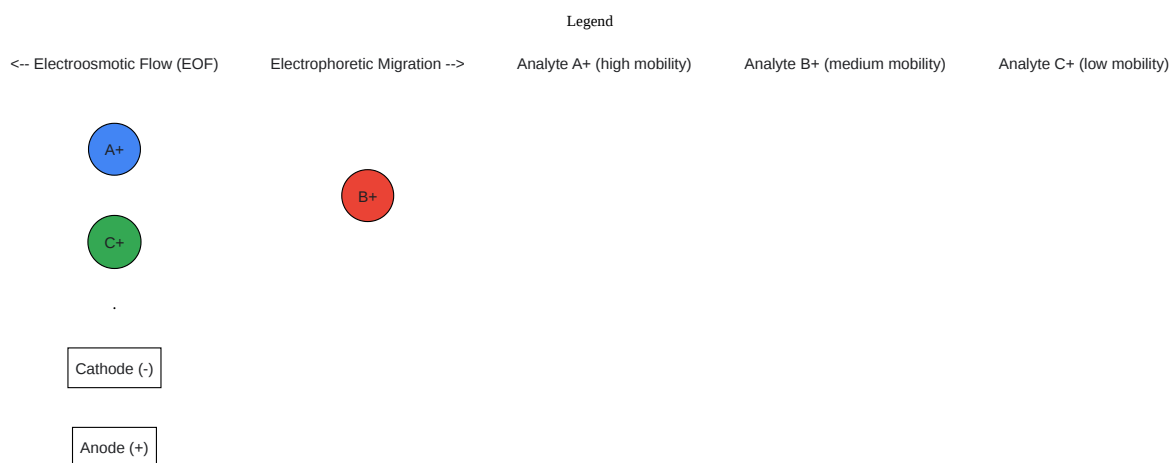 Legend
<-- Electroosmotic Flow (EOF)
Electrophoretic Migration -->
Analyte A+ (high mobility)
Analyte B+ (medium mobility)
Analyte C+ (low mobility)
A+
B+
C+
.
Cathode (-)
Anode (+)